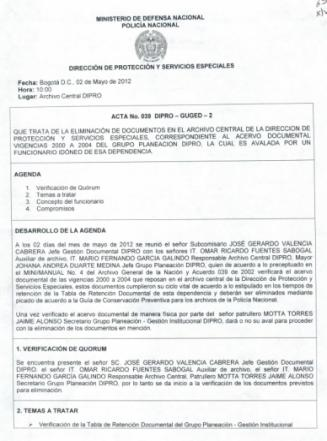 MINISTERIO DE DEFENSA NACIONAL
POLICÍA NACIONAL
DIRECCIÓN DE PROTECCIÓN Y SERVICIOS ESPECIALES
Fecha: Bogotá D.C., 02 de Mayo de 2012
Hora: 10:00
Lugar: Archivo Central DIPRO
ACTA No. 039 DIPRO – GUGED – 2
QUE TRATA DE LA ELIMINACIÓN DE DOCUMENTOS EN EL ARCHIVO CENTRAL DE LA DIRECCION DE
PROTECCIÓN Y SERVICIOS ESPECIALES, CORRESPONDIENTE AL ACERVO DOCUMENTAL
VIGENCIAS 2000 A 2004 DEL GRUPO PLANEACION DIPRO, LA CUAL ES AVALADA POR UN
FUNCIONARIO IDÓNEO DE ESA DEPENDENCIA.
AGENDA
1. Verificación de Quórum
2. Temas a tratar
3. Concepto del funcionario
4. Compromisos
DESARROLLO DE LA AGENDA
A los 02 días del mes de mayo de 2012 se reunió el señor Subcomisario JOSÉ GERARDO VALENCIA
CABRERA Jefe Gestión Documental DIPRO con los señores IT. OMAR RICARDO FUENTES SABOGAL
Auxiliar de archivo, IT. MARIO FERNANDO GARCÍA GALINDO Responsable Archivo Central DIPRO, Mayor
JOHANA ANDREA DUARTE MEDINA Jefe Grupo Planeación DIPRO, quien de acuerdo a lo preceptuado en
el MINIMANUAL No. 4 del Archivo General de la Nación y Acuerdo 039 de 2002 verificará el acervo
documental de las vigencias 2000 a 2004 que reposan en el archivo central de la Dirección de Protección y
Servicios Especiales, estos documentos cumplieron su ciclo vital de acuerdo a lo estipulado en los tiempos de
retención de la Tabla de Retención Documental de esta dependencia y deberán ser eliminados mediante
picado de acuerdo a la Guía de Conservación Preventiva para los archivos de la Policía Nacional.
Una vez verificado el acervo documental de manera física por parte del señor patrullero MOTTA TORRES
JAIME ALONSO Secretario Grupo Planeación – Gestión Institucional DIPRO, dará o no su aval para proceder
con la eliminación de los documentos en mención.
1. VERIFICACIÓN DE QUORUM
Se encuentra presente el señor SC. JOSÉ GERARDO VALENCIA CABRERA Jefe Gestión Documental
DIPRO, el señor IT. OMAR RICARDO FUENTES SABOGAL Auxiliar de archivo, el señor IT. MARIO
FERNANDO GARCÍA GALINDO Responsable Archivo Central, Patrullero MOTTA TORRES JAIME ALONSO
Secretario Grupo Planeación DIPRO, por lo tanto se da inicio a la verificación de los documentos previstos
para eliminación.
2. TEMAS A TRATAR
➢ Verificación de la Tabla de Retención Documental del Grupo Planeación - Gestión Institucional